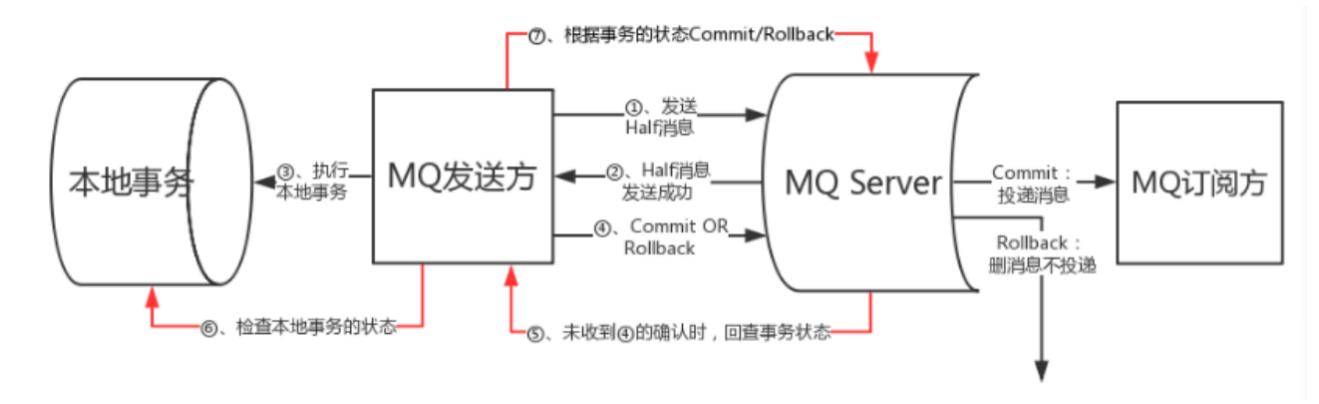 ⑦、根据事务的状态Commit/Rollback
①、发送
Half消息
本地事务
③、执行
本地事务
MQ发送方
②、Half消息
发送成功
MQ Server
Commit：
投递消息
MQ订阅方
④、Commit OR
Rollback
Rollback：
删消息不投递
⑥、检查本地事务的状态
⑤、未收到④的确认时，回查事务状态